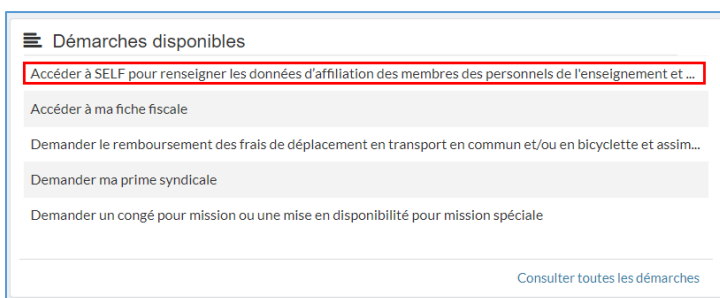 Démarches disponibles
Accéder à SELF pour renseigner les données d'affiliation des membres des personnels de l'enseignement et ...
Accéder à ma fiche fiscale
Demander le remboursement des frais de déplacement en transport en commun et/ou en bicyclette et assim...
Demander ma prime syndicale
Demander un congé pour mission ou une mise en disponibilité pour mission spéciale
Consulter toutes les démarches